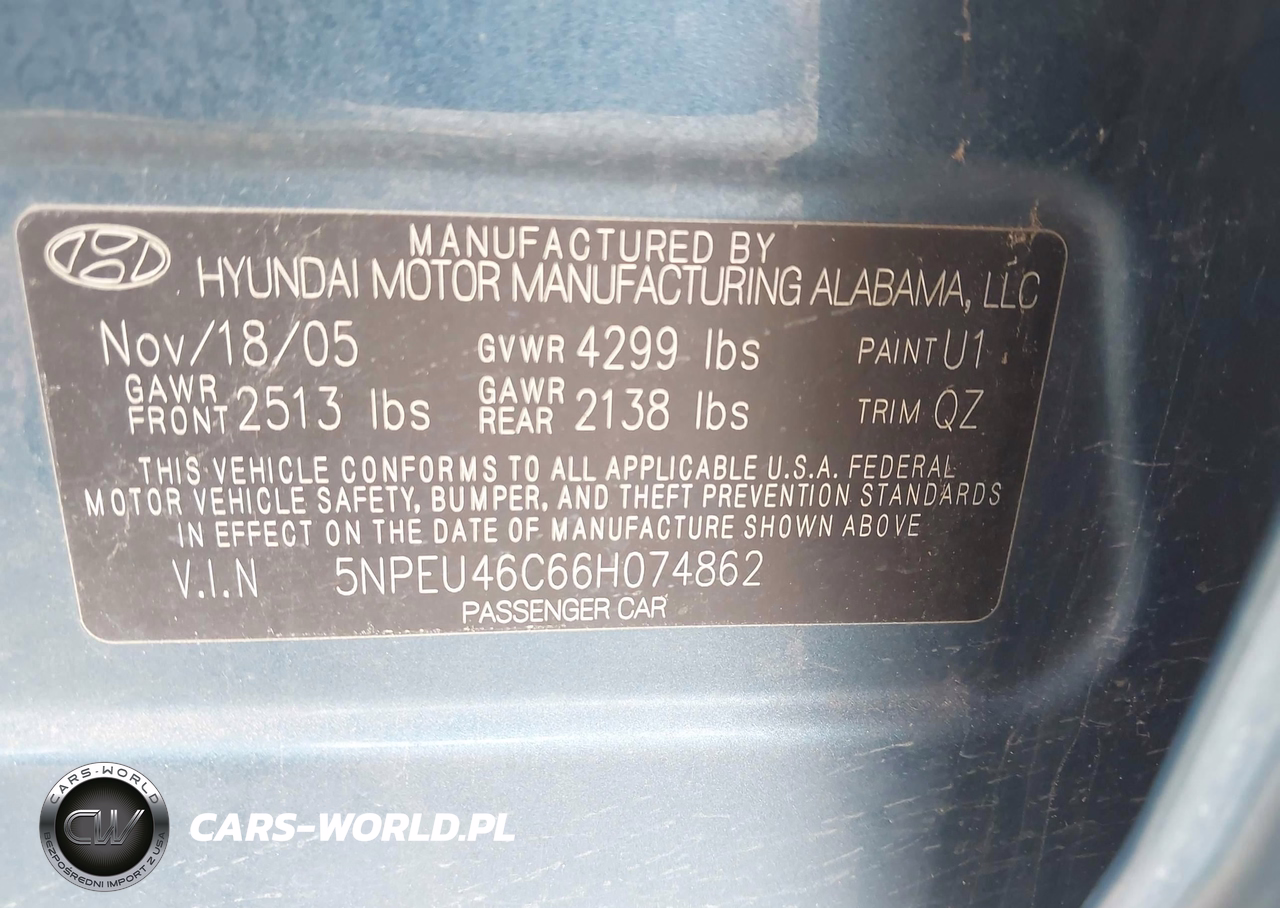 MANUFACTURED BY
HYUNDAI MOTOR MANUFACTURING ALABAMA, LLC
Nov/18/05 GVWR 4299 lbs PAINT U1
GAWR FRONT 2513 lbs GAWR REAR 2138 lbs TRIM QZ
THIS VEHICLE CONFORMS TO ALL APPLICABLE U.S.A. FEDERAL
MOTOR VEHICLE SAFETY, BUMPER, AND THEFT PREVENTION STANDARDS
IN EFFECT ON THE DATE OF MANUFACTURE SHOWN ABOVE
V.I.N 5NPEU46C66H074862
PASSENGER CAR
CARS-WORLD
CW
BEZPOŚREDNI IMPORT Z USA
CARS-WORLD.PL